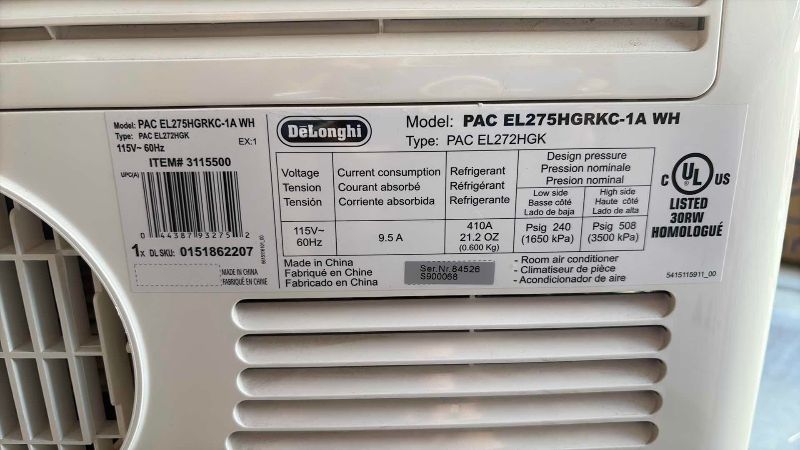 Model: PAC EL275HGRKC-1A WH
Type: PAC EL272HGK
115V~ 60Hz
EX:1
ITEM# 3115500
UPC(A)
0 44387 93275 2
1x DL SKU: 0151862207
MADE IN CHINA
FABRIQUÉ EN CHINE
DeLonghi
Model: PAC EL275HGRKC-1A WH
Type: PAC EL272HGK
Voltage
Tension
Tensión
Current consumption
Courant absorbé
Corriente absorbida
Refrigerant
Réfrigérant
Refrigerante
Design pressure
Pression nominale
Presion nominal
Low side
Basse côté
Lado de baja
High side
Haute côté
Lado de alta
115V~
60Hz
9.5 A
410A
21.2 OZ
(0.600 Kg)
Psig 240
(1650 kPa)
Psig 508
(3500 kPa)
Made in China
Fabriqué en Chine
Fabricado en China
Ser.Nr.84526
S900068
- Room air conditioner
- Climatiseur de pièce
- Acondicionador de aire
C UL US
LISTED
30RW
HOMOLOGUÉ
5415115911_00